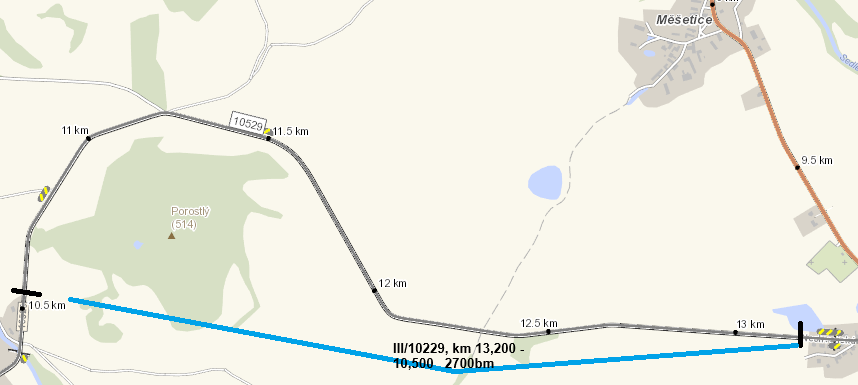 Měšetice
11 km
10529
11.5 km
9.5 km
Porostlý
(514)
12 km
10.5 km
12.5 km
13 km
III/10229, km 13,200 -
10,500 2700bm